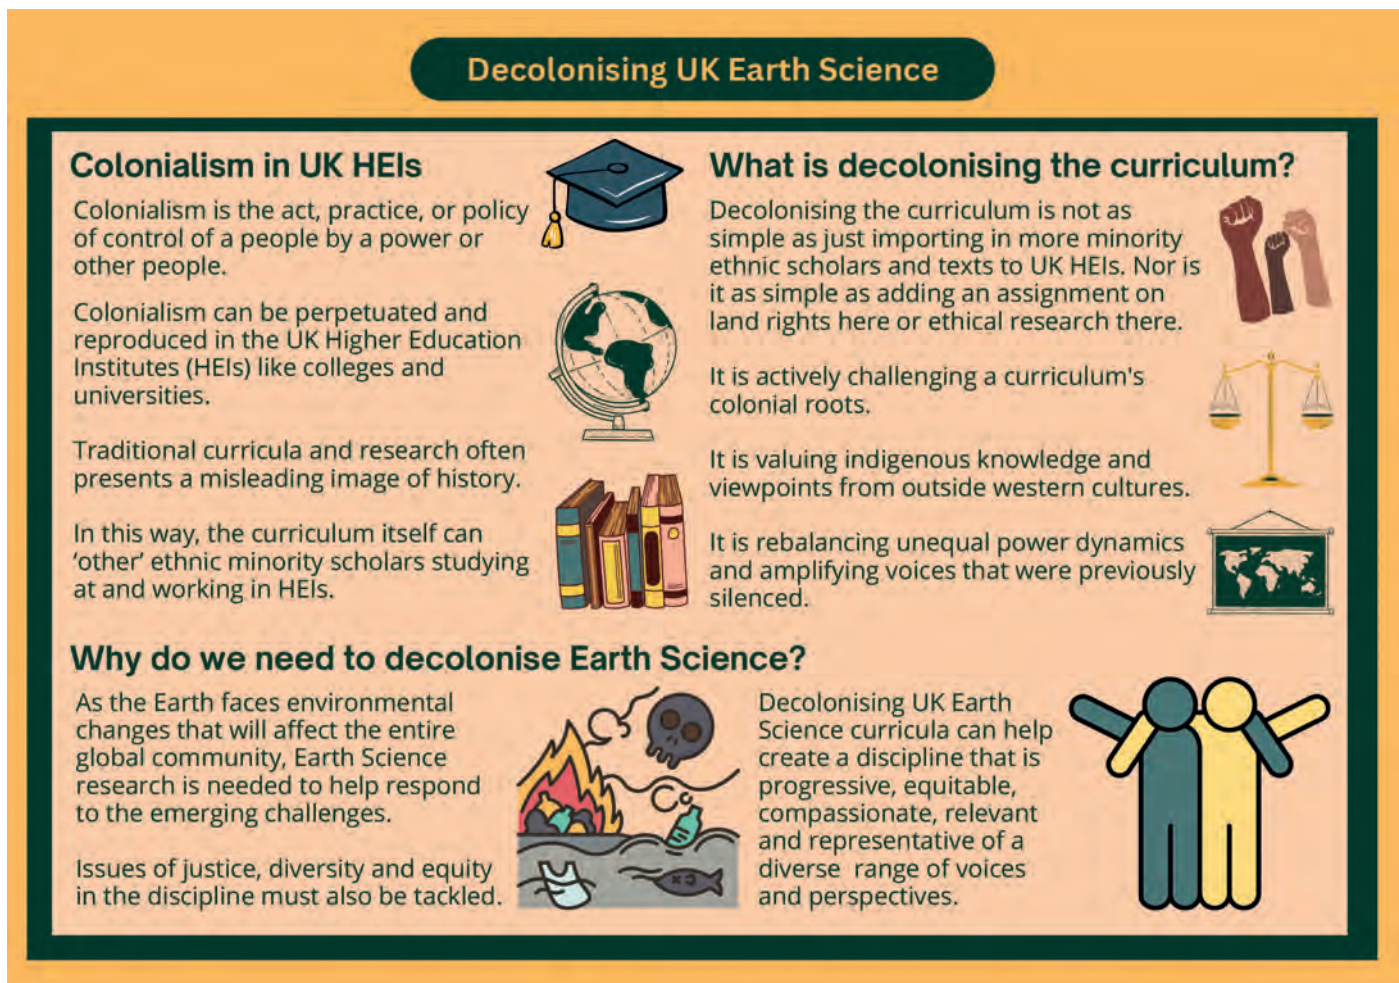 Decolonising UK Earth Science
Colonialism in UK HEIs
Colonialism is the act, practice, or policy
of control of a people by a power or
other people.
Colonialism can be perpetuated and
reproduced in the UK Higher Education
Institutes (HEIs) like colleges and
universities.
Traditional curricula and research often
presents a misleading image of history.
In this way, the curriculum itself can
‘other’ ethnic minority scholars studying
at and working in HEIs.
What is decolonising the curriculum?
Decolonising the curriculum is not as
simple as just importing in more minority
ethnic scholars and texts to UK HEIs. Nor is
it as simple as adding an assignment on
land rights here or ethical research there.
It is actively challenging a curriculum's
colonial roots.
It is valuing indigenous knowledge and
viewpoints from outside western cultures.
It is rebalancing unequal power dynamics
and amplifying voices that were previously
silenced.
Why do we need to decolonise Earth Science?
As the Earth faces environmental
changes that will affect the entire
global community, Earth Science
research is needed to help respond
to the emerging challenges.
Issues of justice, diversity and equity
in the discipline must also be tackled.
Decolonising UK Earth
Science curricula can help
create a discipline that is
progressive, equitable,
compassionate, relevant
and representative of a
diverse range of voices
and perspectives.